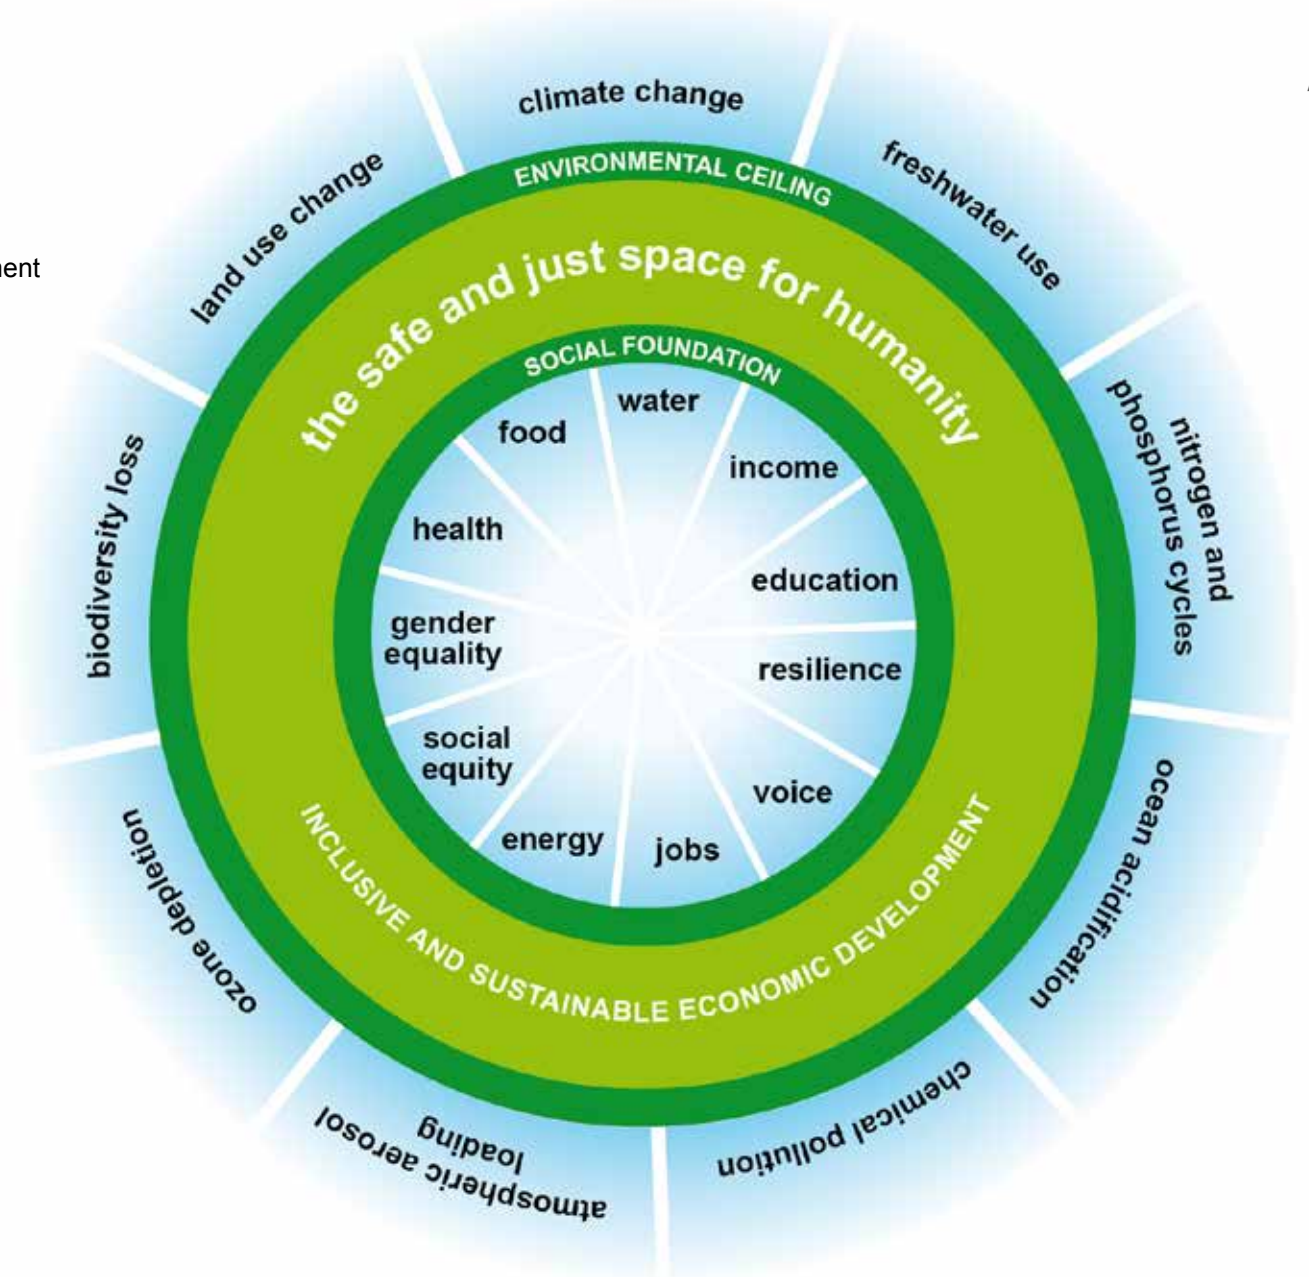 climate change
freshwater use
nitrogen and
phosphorus cycles
ocean acidification
chemical pollution
atmospheric aerosol
loading
ozone depletion
biodiversity loss
land use change
ENVIRONMENTAL CEILING
the safe and just space for humanity
SOCIAL FOUNDATION
water
income
education
resilience
voice
jobs
energy
social
equity
gender
equality
health
food
INCLUSIVE AND SUSTAINABLE ECONOMIC DEVELOPMENT